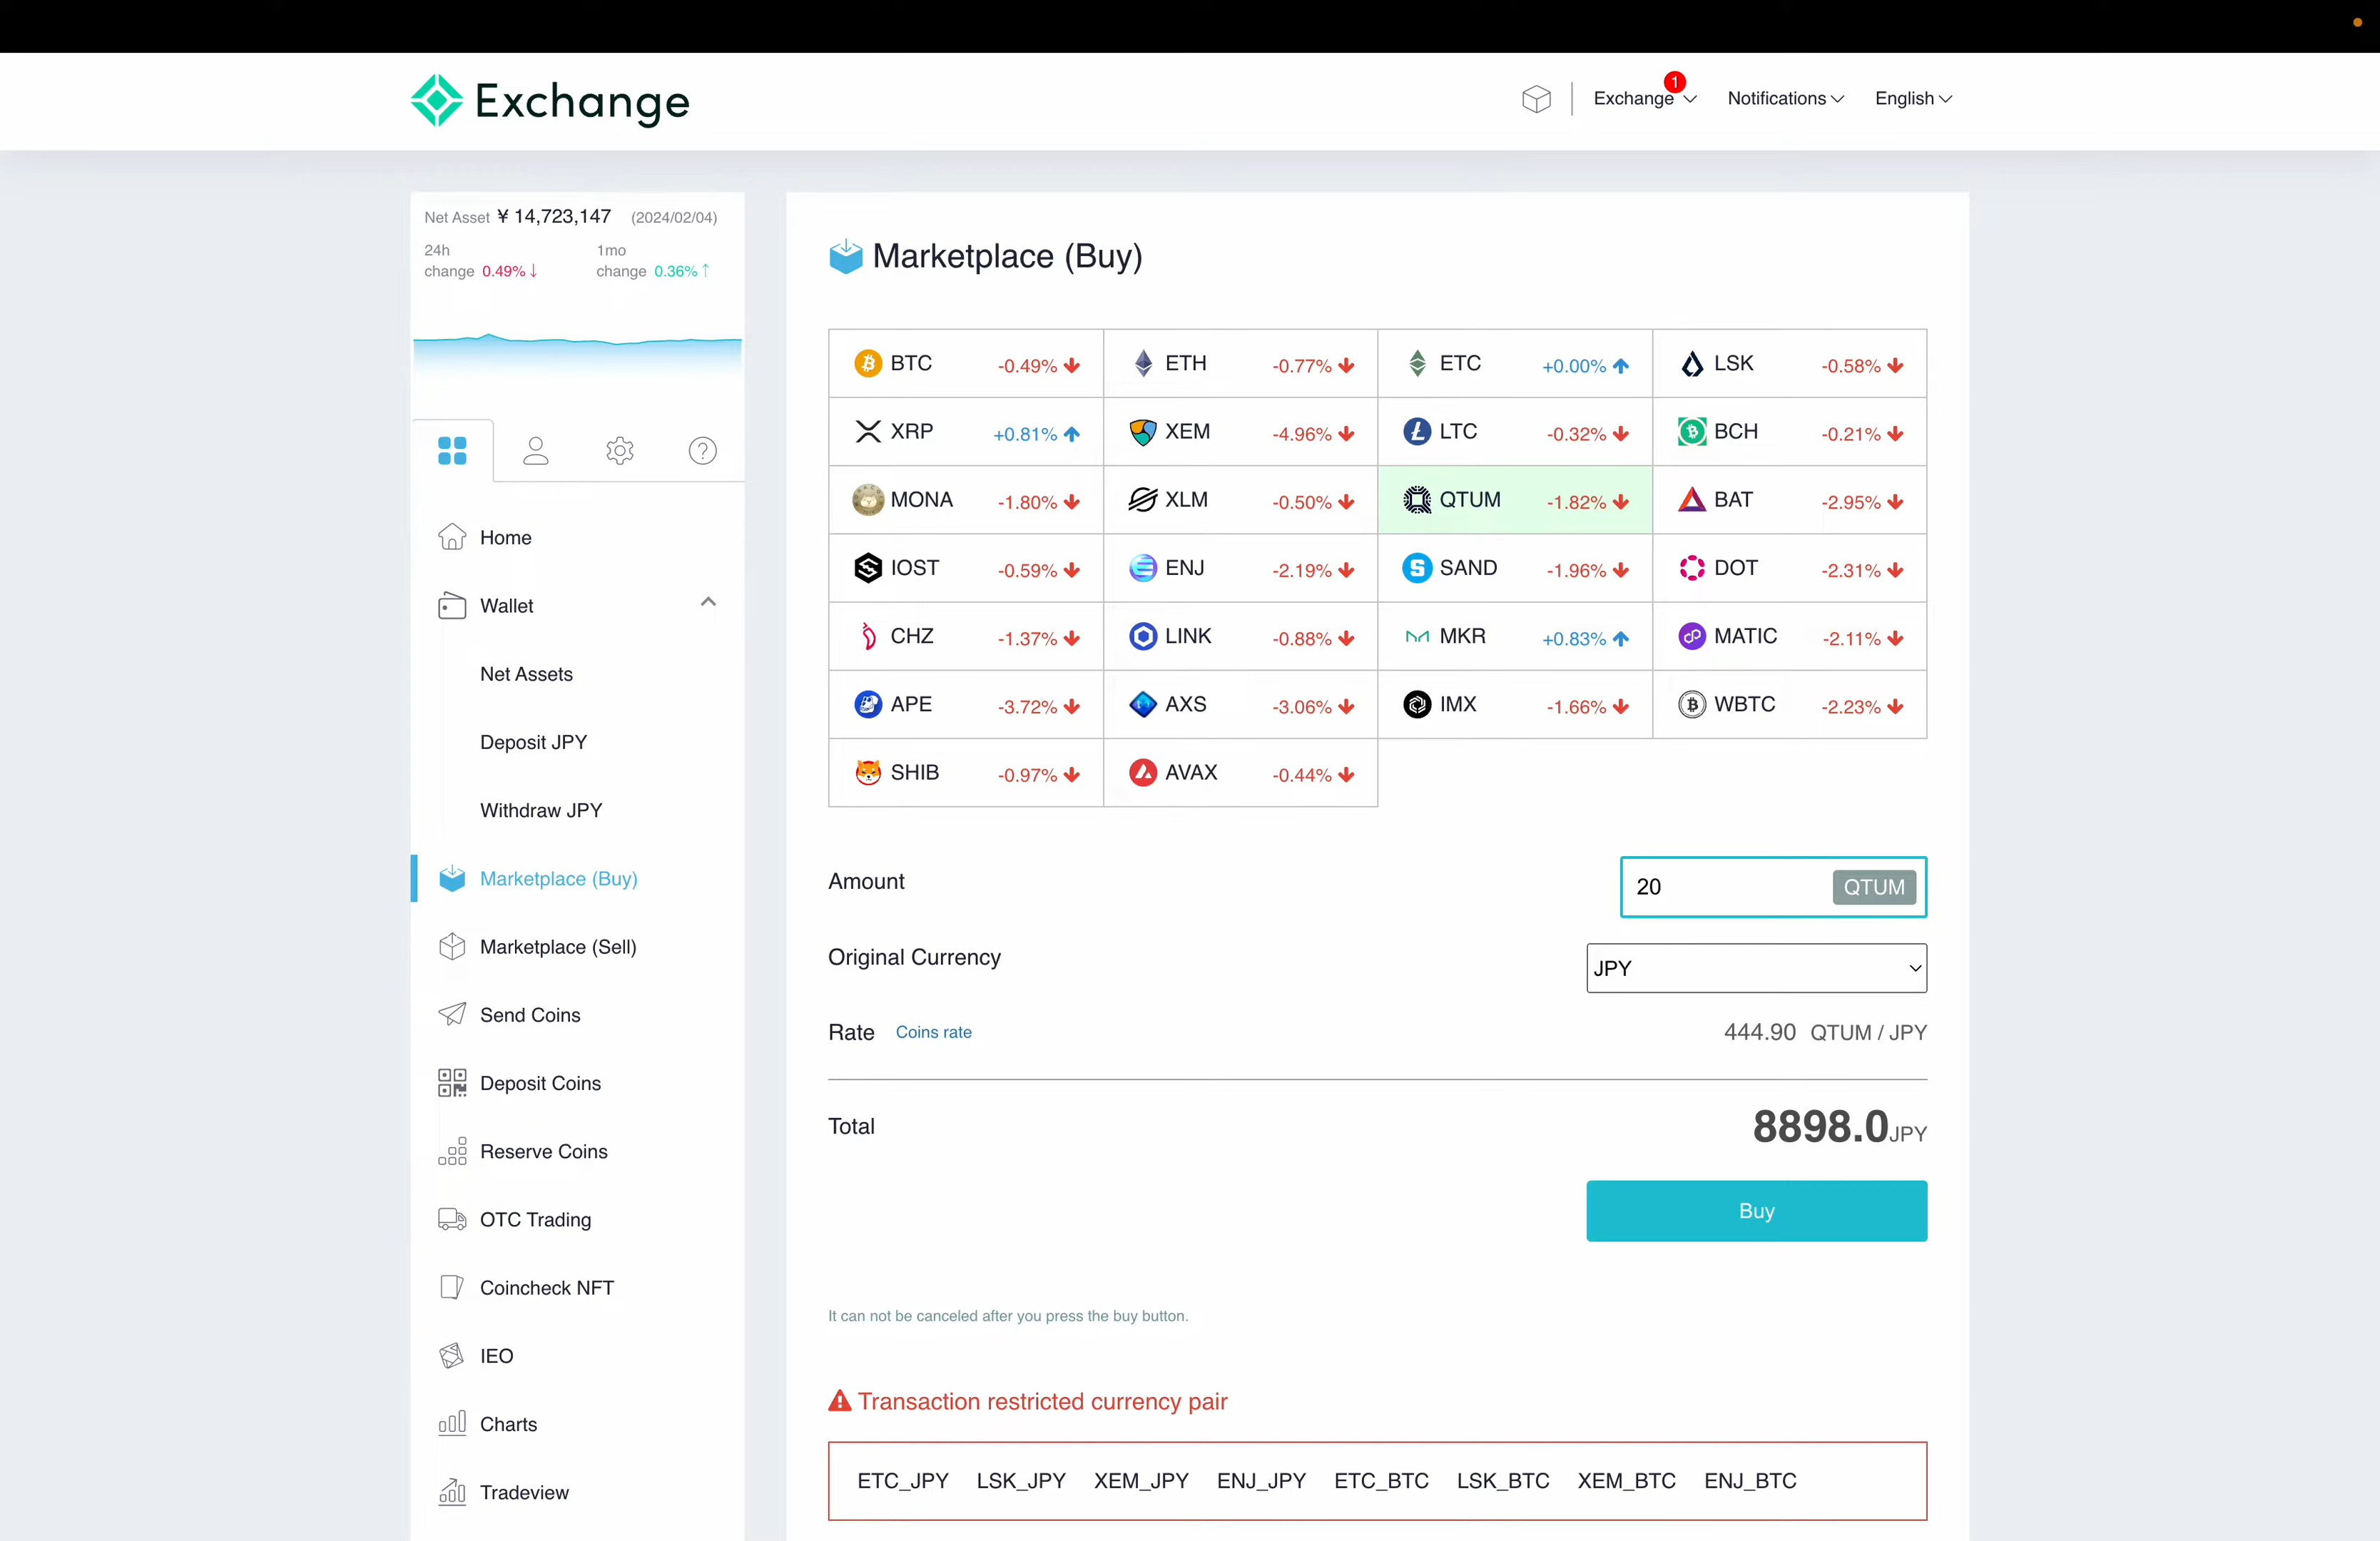 Exchange
Exchange 1 Notifications English
Net Asset ¥ 14,723,147 (2024/02/04)
24h change 0.49% ↓
1mo change 0.36% ↑
Home
Wallet
Net Assets
Deposit JPY
Withdraw JPY
Marketplace (Buy)
Marketplace (Sell)
Send Coins
Deposit Coins
Reserve Coins
OTC Trading
Coincheck NFT
IEO
Charts
Tradeview
Marketplace (Buy)
BTC -0.49% ETH -0.77% ETC +0.00% LSK -0.58%
XRP +0.81% XEM -4.96% LTC -0.32% BCH -0.21%
MONA -1.80% XLM -0.50% QTUM -1.82% BAT -2.95%
IOST -0.59% ENJ -2.19% SAND -1.96% DOT -2.31%
CHZ -1.37% LINK -0.88% MKR +0.83% MATIC -2.11%
APE -3.72% AXS -3.06% IMX -1.66% WBTC -2.23%
SHIB -0.97% AVAX -0.44%
Amount 20 QTUM
Original Currency JPY
Rate Coins rate 444.90 QTUM / JPY
Total 8898.0 JPY
Buy
It can not be canceled after you press the buy button.
Transaction restricted currency pair
ETC_JPY LSK_JPY XEM_JPY ENJ_JPY ETC_BTC LSK_BTC XEM_BTC ENJ_BTC